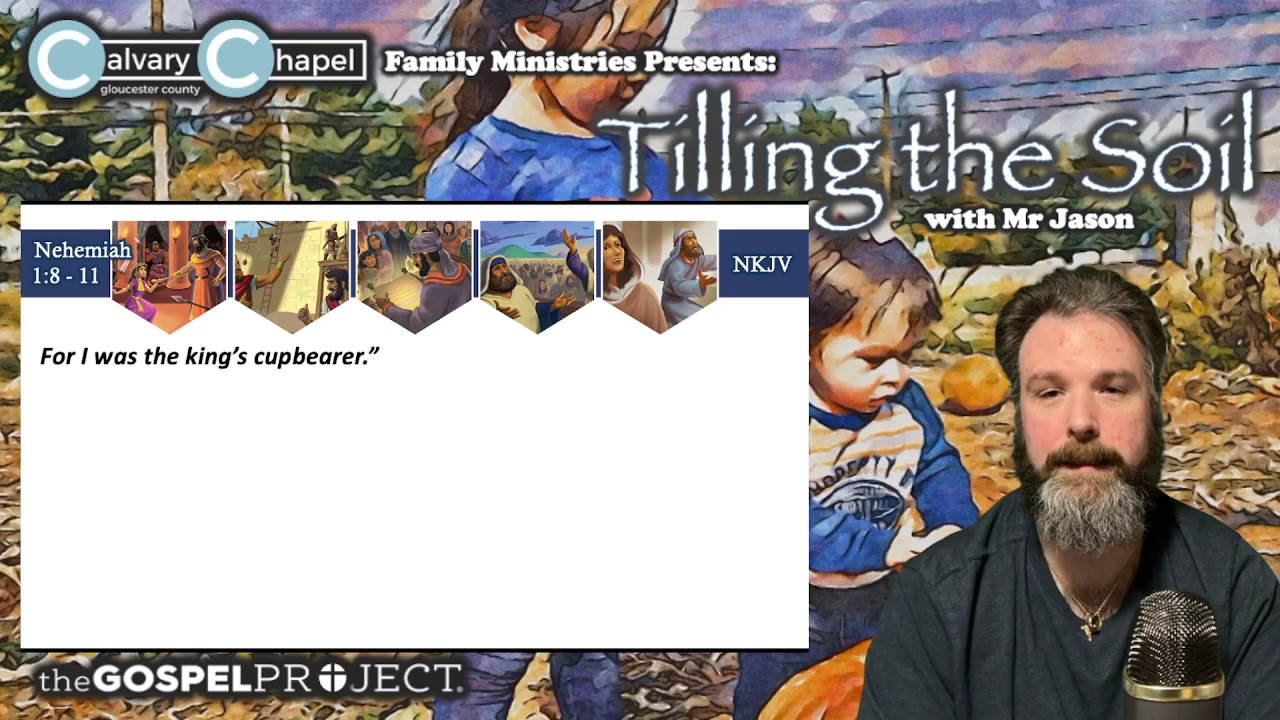 Calvary Chapel
gloucester county
Family Ministries Presents:
Tilling the Soil
with Mr Jason
Nehemiah
1:8 - 11
NKJV
For I was the king’s cupbearer.”
theGOSPELPROJECT®